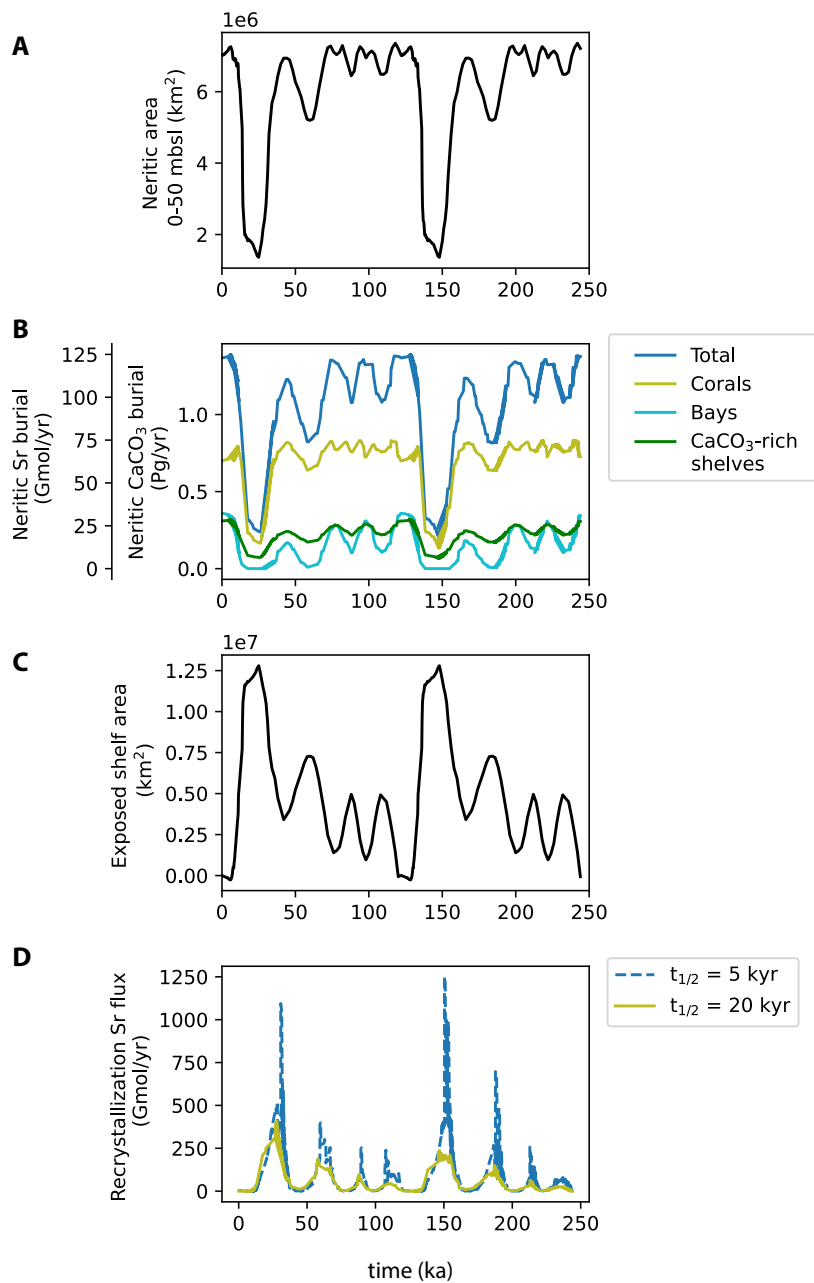 A
1e6
Neritic area
0-50 mbsl (km²)
6
4
2
0 50 100 150 200 250
B
Neritic Sr burial
(Gmol/yr)
125
100
75
50
25
0
Neritic CaCO₃ burial
(Pg/yr)
1.0
0.5
0.0
0 50 100 150 200 250
Total
Corals
Bays
CaCO₃-rich
shelves
C
1e7
Exposed shelf area
(km²)
1.25
1.00
0.75
0.50
0.25
0.00
0 50 100 150 200 250
D
Recrystallization Sr flux
(Gmol/yr)
1250
1000
750
500
250
0
0 50 100 150 200 250
t₁/₂ = 5 kyr
t₁/₂ = 20 kyr
time (ka)